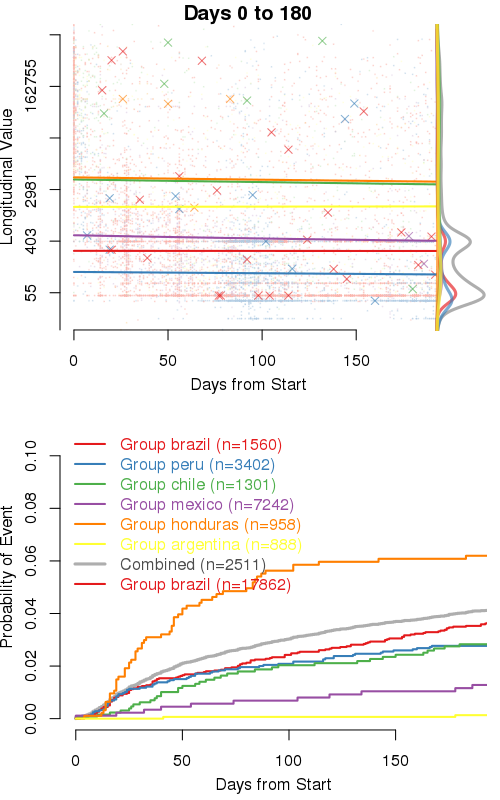 Days 0 to 180
Longitudinal Value
162755
2981
403
55
0
50
100
150
Days from Start
Probability of Event
0.10
0.08
0.06
0.04
0.02
0.00
Group brazil (n=1560)
Group peru (n=3402)
Group chile (n=1301)
Group mexico (n=7242)
Group honduras (n=958)
Group argentina (n=888)
Combined (n=2511)
Group brazil (n=17862)
0
50
100
150
Days from Start